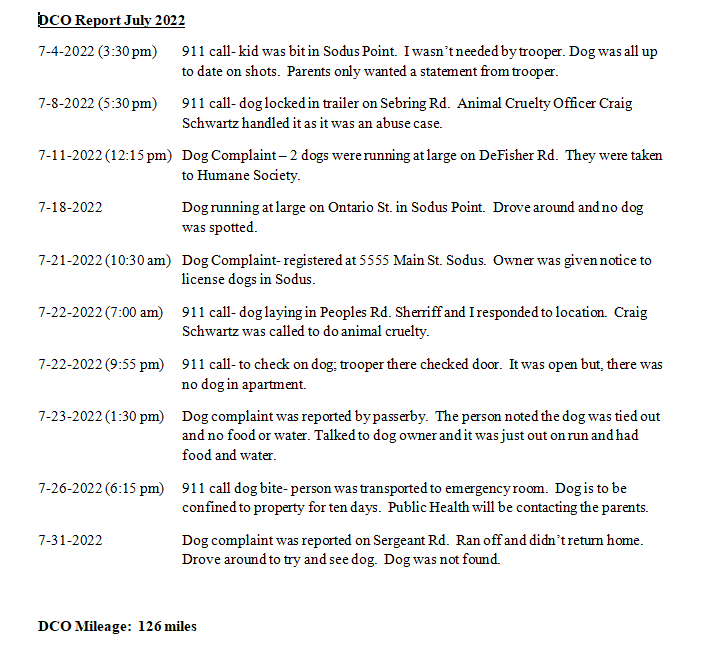 DCO Report July 2022
7-4-2022 (3:30 pm) 911 call- kid was bit in Sodus Point. I wasn't needed by trooper. Dog was all up
to date on shots. Parents only wanted a statement from trooper.
7-8-2022 (5:30 pm) 911 call- dog locked in trailer on Sebring Rd. Animal Cruelty Officer Craig
Schwartz handled it as it was an abuse case.
7-11-2022 (12:15 pm) Dog Complaint – 2 dogs were running at large on DeFisher Rd. They were taken
to Humane Society.
7-18-2022 Dog running at large on Ontario St. in Sodus Point. Drove around and no dog
was spotted.
7-21-2022 (10:30 am) Dog Complaint- registered at 5555 Main St. Sodus. Owner was given notice to
license dogs in Sodus.
7-22-2022 (7:00 am) 911 call- dog laying in Peoples Rd. Sherriff and I responded to location. Craig
Schwartz was called to do animal cruelty.
7-22-2022 (9:55 pm) 911 call- to check on dog; trooper there checked door. It was open but, there was
no dog in apartment.
7-23-2022 (1:30 pm) Dog complaint was reported by passerby. The person noted the dog was tied out
and no food or water. Talked to dog owner and it was just out on run and had
food and water.
7-26-2022 (6:15 pm) 911 call dog bite- person was transported to emergency room. Dog is to be
confined to property for ten days. Public Health will be contacting the parents.
7-31-2022 Dog complaint was reported on Sergeant Rd. Ran off and didn't return home.
Drove around to try and see dog. Dog was not found.
DCO Mileage: 126 miles